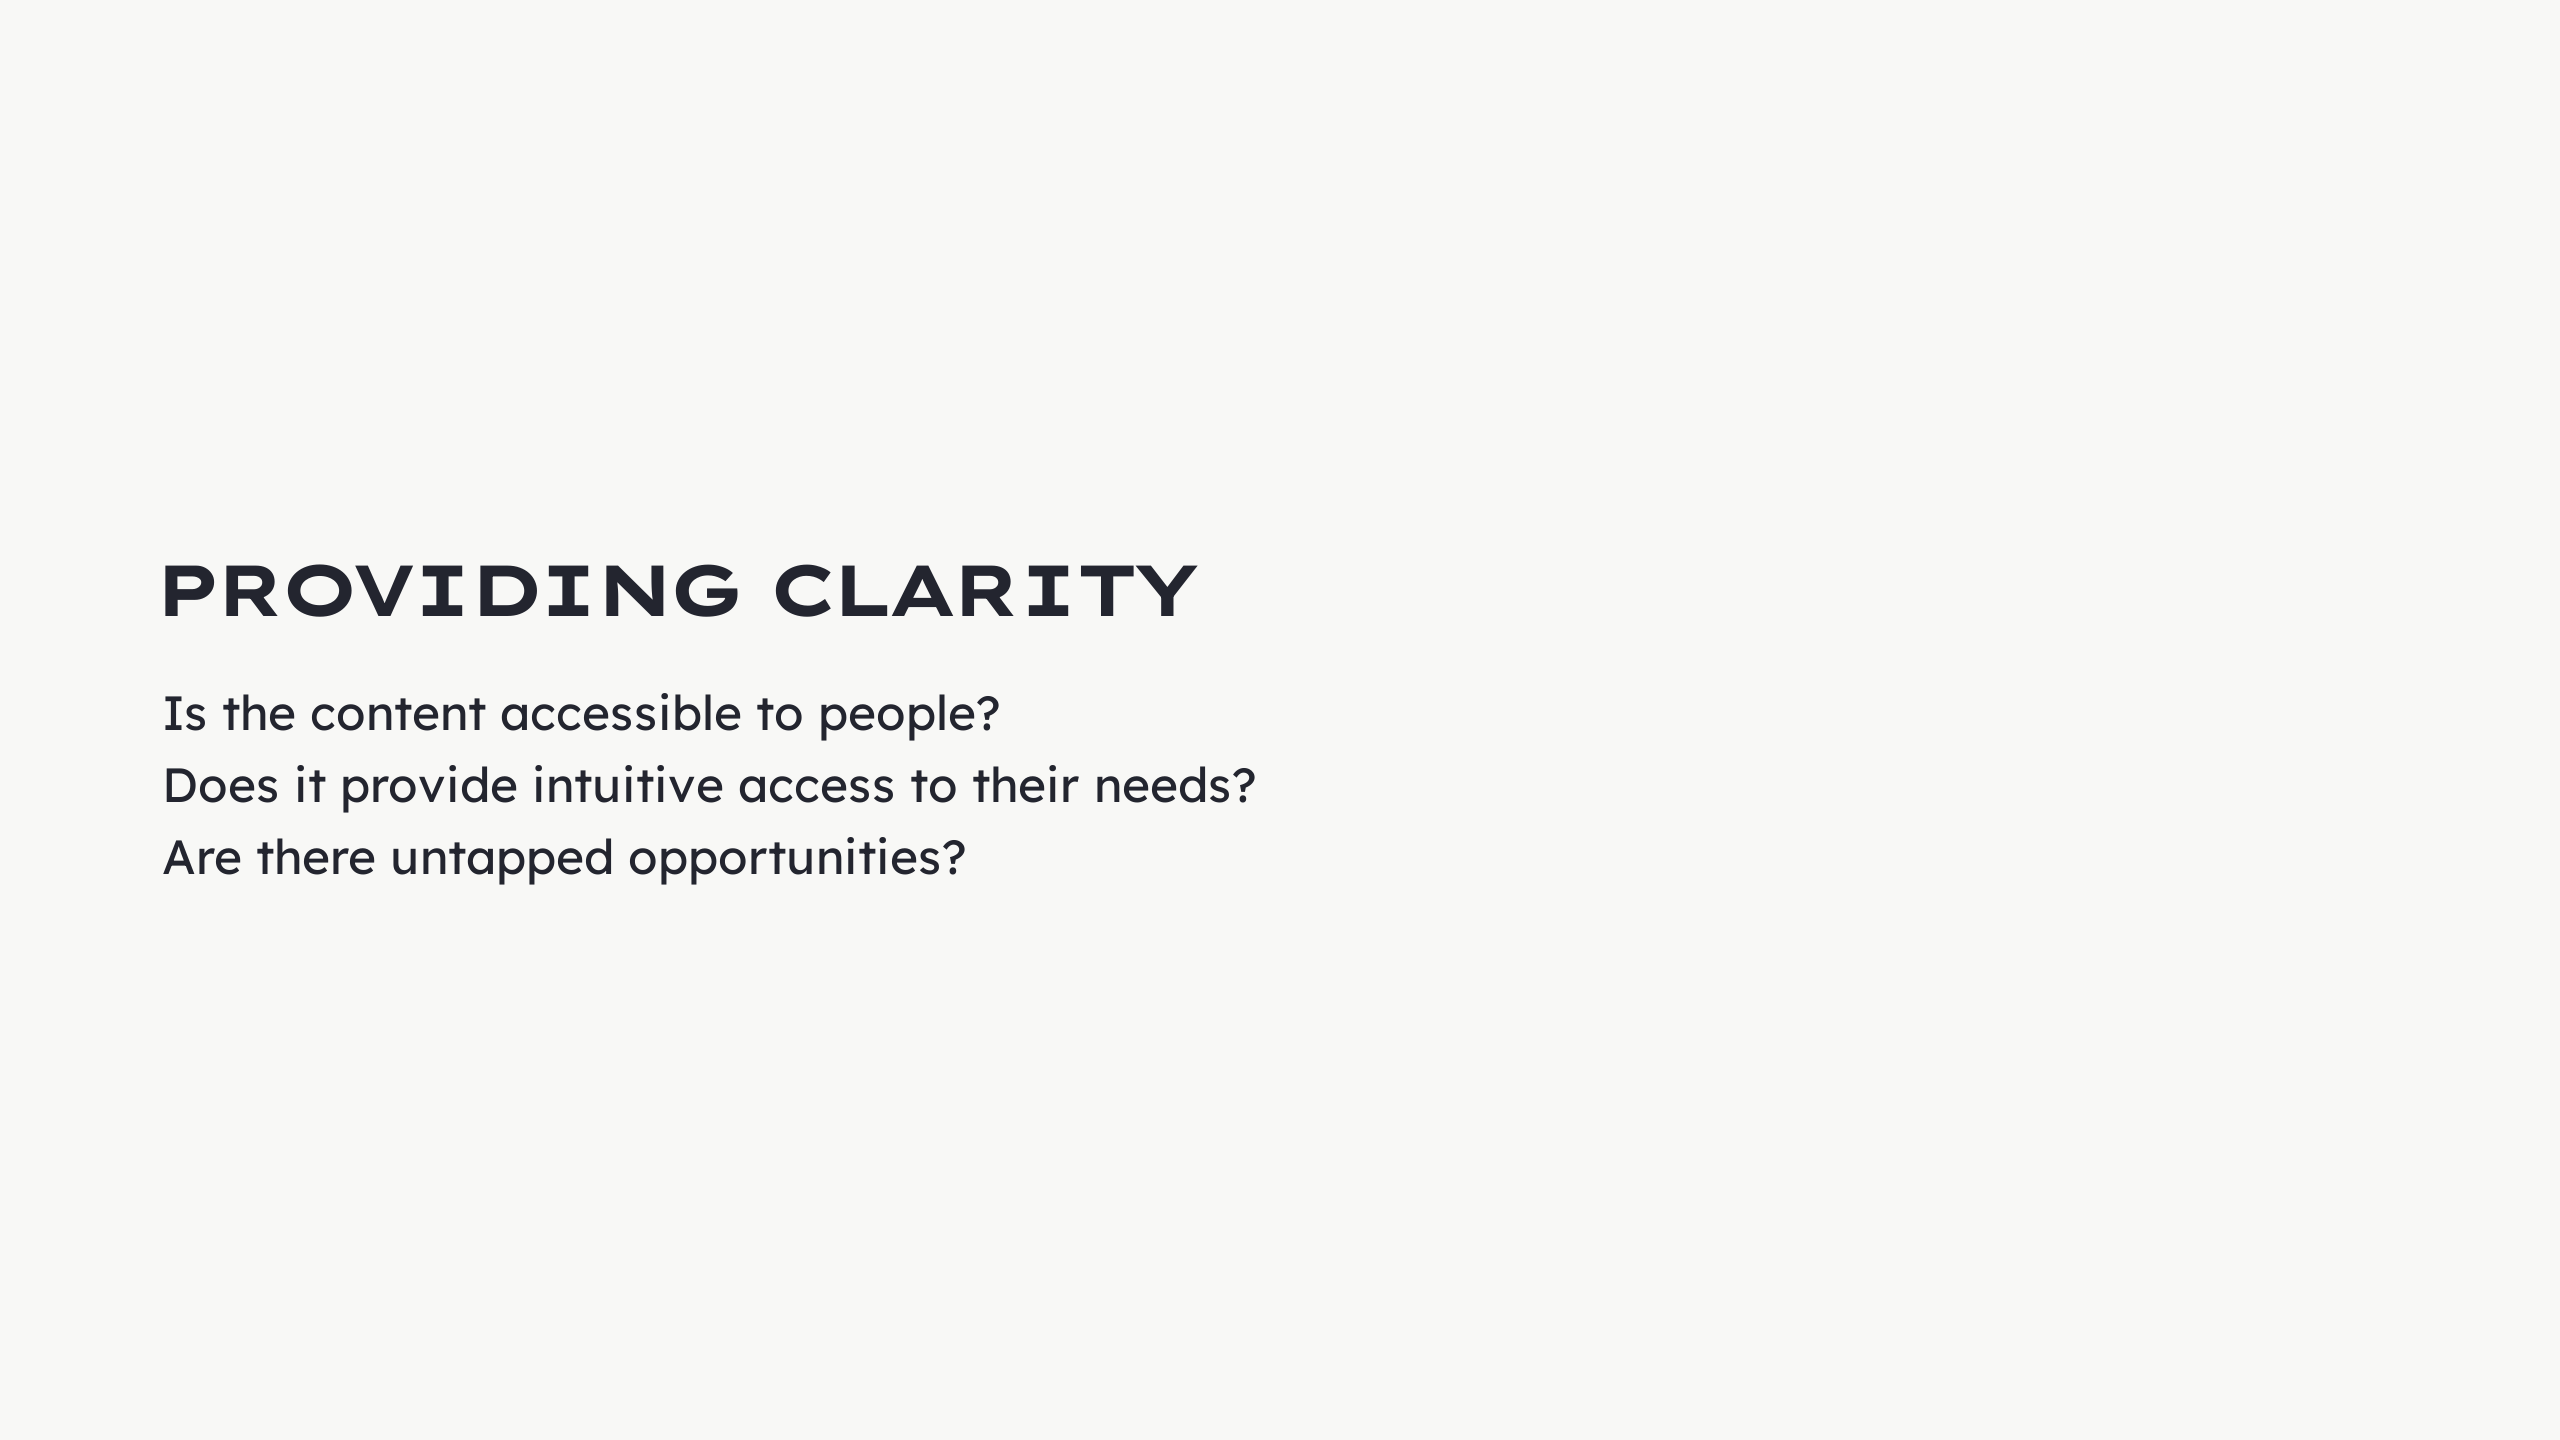 PROVIDING CLARITY
Is the content accessible to people?
Does it provide intuitive access to their needs?
Are there untapped opportunities?